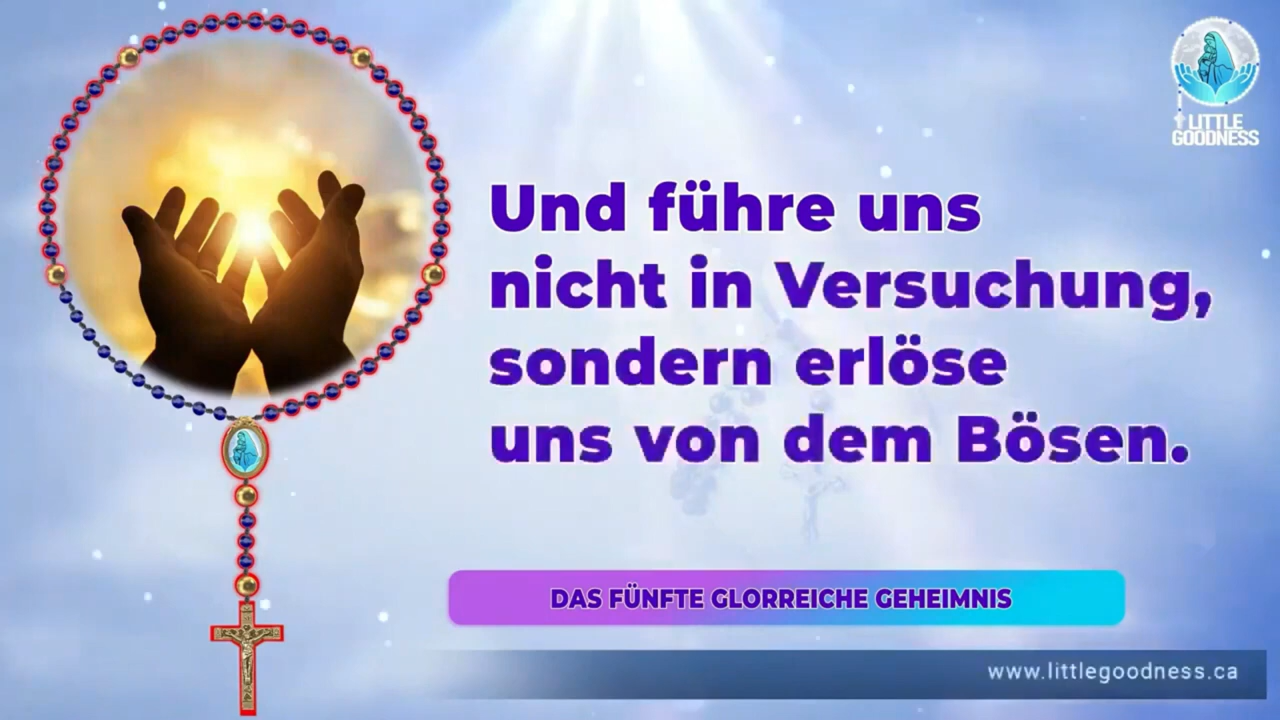 LITTLE
GOODNESS
Und führe uns
nicht in Versuchung,
sondern erlöse
uns von dem Bösen.
DAS FÜNFTE GLORREICHE GEHEIMNIS
www.littlegoodness.ca